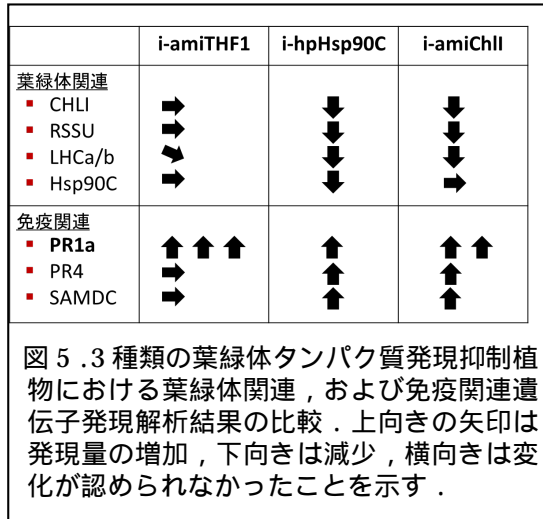 i-amiTHF1 i-hpHsp90C i-amiChlI
葉緑体関連
▪ CHLI ➡ ⬇ ⬇
▪ RSSU ➡ ⬇ ⬇
▪ LHCa/b ➘ ⬇ ⬇
▪ Hsp90C ➡ ⬇ ➡
免疫関連
▪ PR1a ⬆ ⬆ ⬆ ⬆ ⬆ ⬆
▪ PR4 ➡ ⬆ ⬆
▪ SAMDC ➡ ⬆ ⬆
図5.3種類の葉緑体タンパク質発現抑制植
物における葉緑体関連，および免疫関連遺
伝子発現解析結果の比較．上向きの矢印は
発現量の増加，下向きは減少，横向きは変
化が認められなかったことを示す．